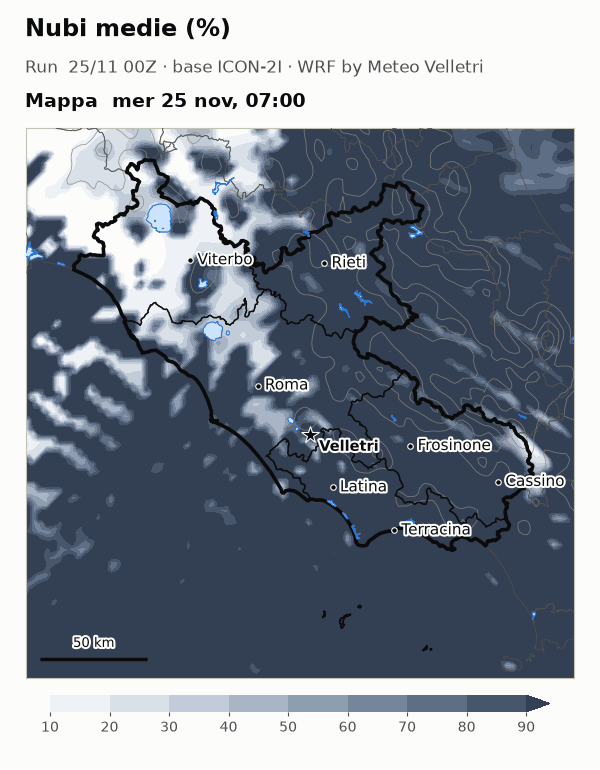 Nubi medie (%)
Run  25/11 00Z · base ICON-2I · WRF by Meteo Velletri
Mappa  mer 25 nov, 07:00
Viterbo
Rieti
Roma
Velletri
Frosinone
Latina
Cassino
Terracina
50 km
10 20 30 40 50 60 70 80 90